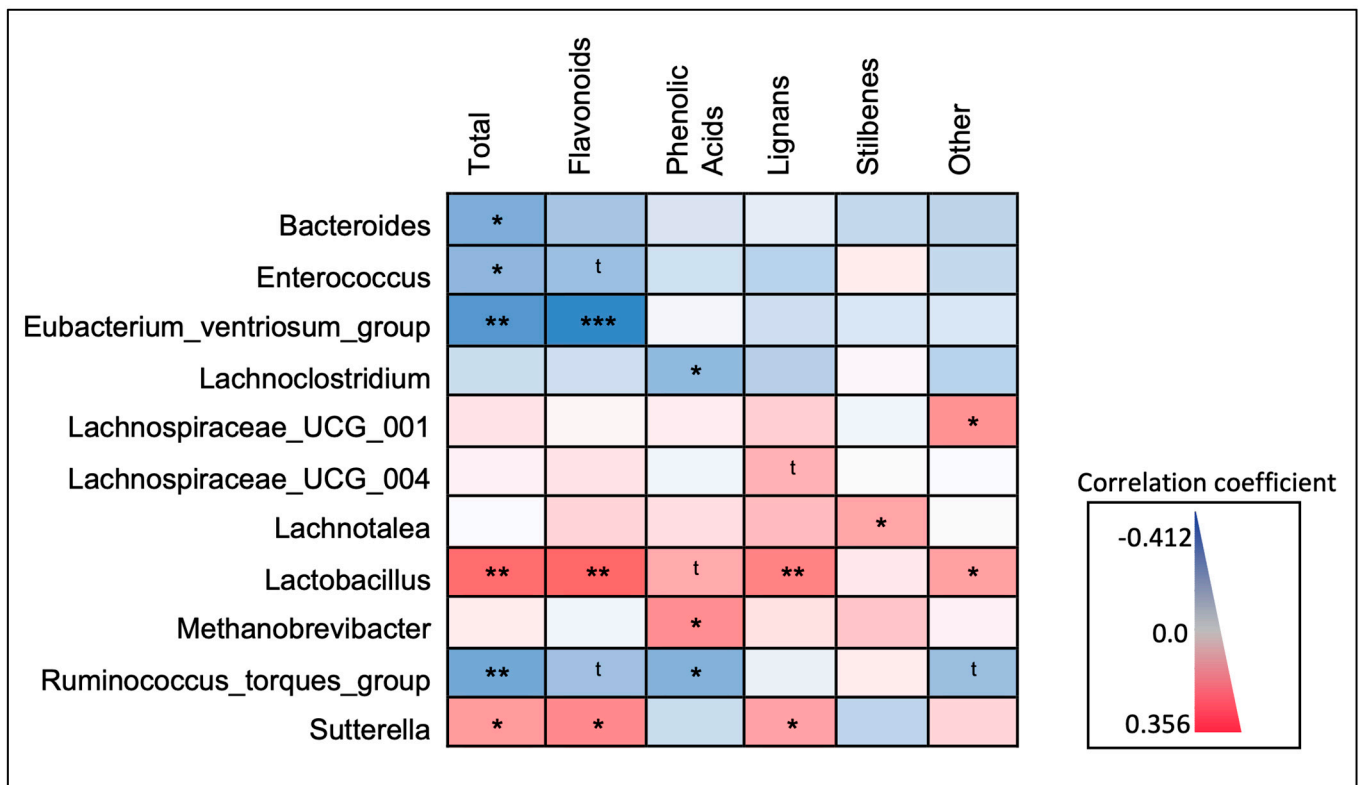 Total
Flavonoids
Phenolic
Acids
Lignans
Stilbenes
Other
Bacteroides *
Enterococcus * t
Eubacterium_ventriosum_group ** ***
Lachnoclostridium *
Lachnospiraceae_UCG_001 *
Lachnospiraceae_UCG_004 t
Lachnotalea *
Lactobacillus ** ** t ** *
Methanobrevibacter *
Ruminococcus_torques_group ** t * t
Sutterella * * *
Correlation coefficient
-0.412
0.0
0.356